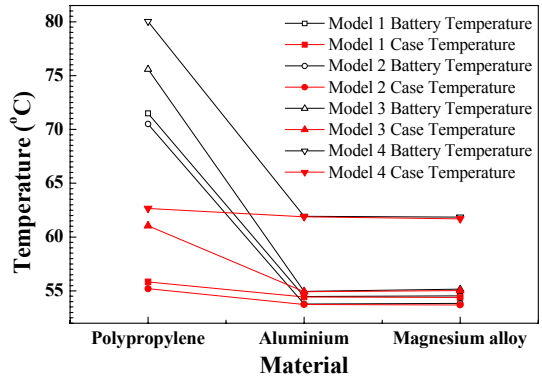 80
75
70
65
60
55
Temperature (°C)
Model 1 Battery Temperature
Model 1 Case Temperature
Model 2 Battery Temperature
Model 2 Case Temperature
Model 3 Battery Temperature
Model 3 Case Temperature
Model 4 Battery Temperature
Model 4 Case Temperature
Polypropylene Aluminium Magnesium alloy
Material